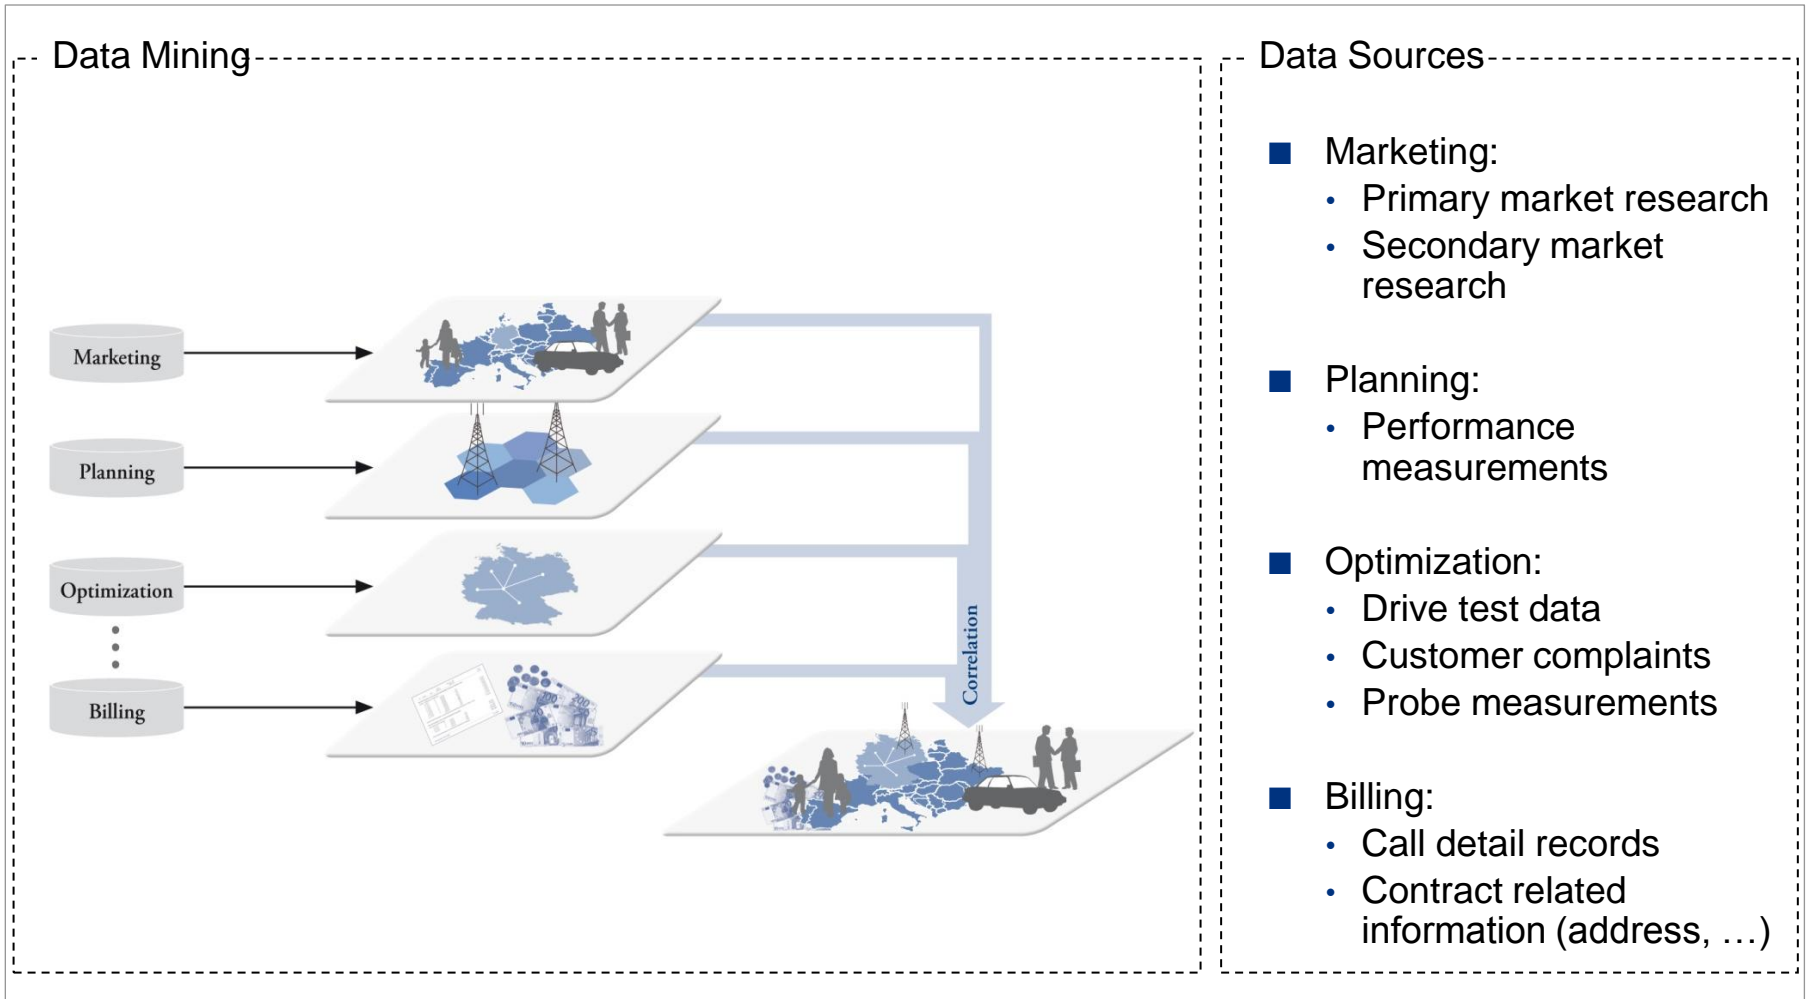 Data Mining
Marketing
Planning
Optimization
Billing
Correlation
Data Sources
■ Marketing:
• Primary market research
• Secondary market
research
■ Planning:
• Performance
measurements
■ Optimization:
• Drive test data
• Customer complaints
• Probe measurements
■ Billing:
• Call detail records
• Contract related
information (address, …)